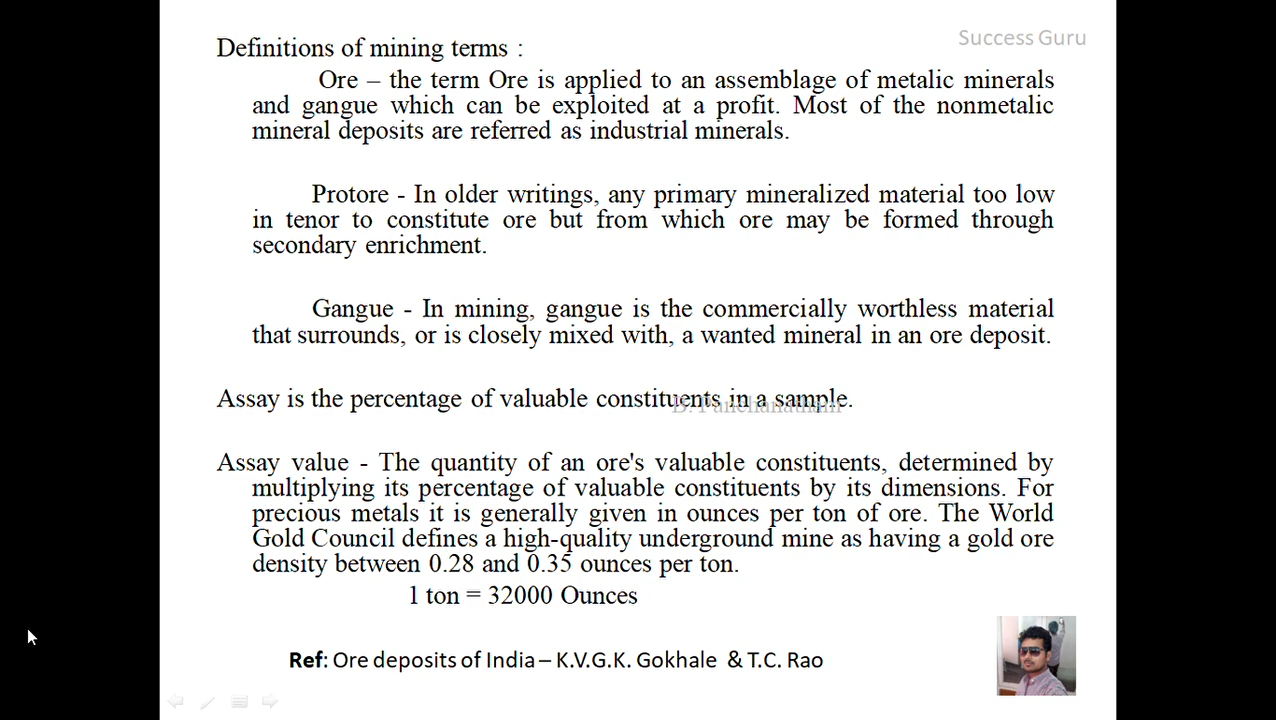 Success Guru
Definitions of mining terms :
Ore – the term Ore is applied to an assemblage of metalic minerals
and gangue which can be exploited at a profit. Most of the nonmetalic
mineral deposits are referred as industrial minerals.
Protore - In older writings, any primary mineralized material too low
in tenor to constitute ore but from which ore may be formed through
secondary enrichment.
Gangue - In mining, gangue is the commercially worthless material
that surrounds, or is closely mixed with, a wanted mineral in an ore deposit.
Assay is the percentage of valuable constituents in a sample.
B. Panchanatham
Assay value - The quantity of an ore's valuable constituents, determined by
multiplying its percentage of valuable constituents by its dimensions. For
precious metals it is generally given in ounces per ton of ore. The World
Gold Council defines a high-quality underground mine as having a gold ore
density between 0.28 and 0.35 ounces per ton.
1 ton = 32000 Ounces
Ref: Ore deposits of India – K.V.G.K. Gokhale & T.C. Rao